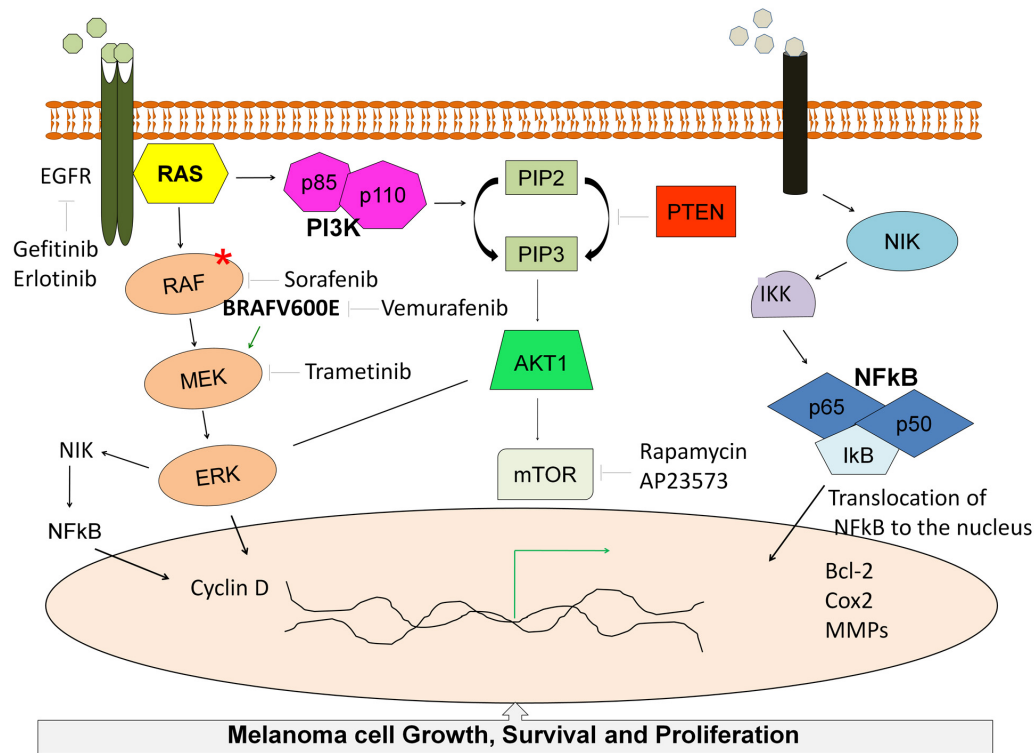 EGFR
RAS
p85
p110
PI3K
PIP2
PTEN
PIP3
NIK
Gefitinib
Erlotinib
RAF
*
Sorafenib
BRAFV600E
Vemurafenib
IKK
MEK
Trametinib
AKT1
NFkB
p65
p50
IkB
NIK
ERK
mTOR
Rapamycin
AP23573
NFkB
Translocation of
NFkB to the nucleus
Cyclin D
Bcl-2
Cox2
MMPs
Melanoma cell Growth, Survival and Proliferation